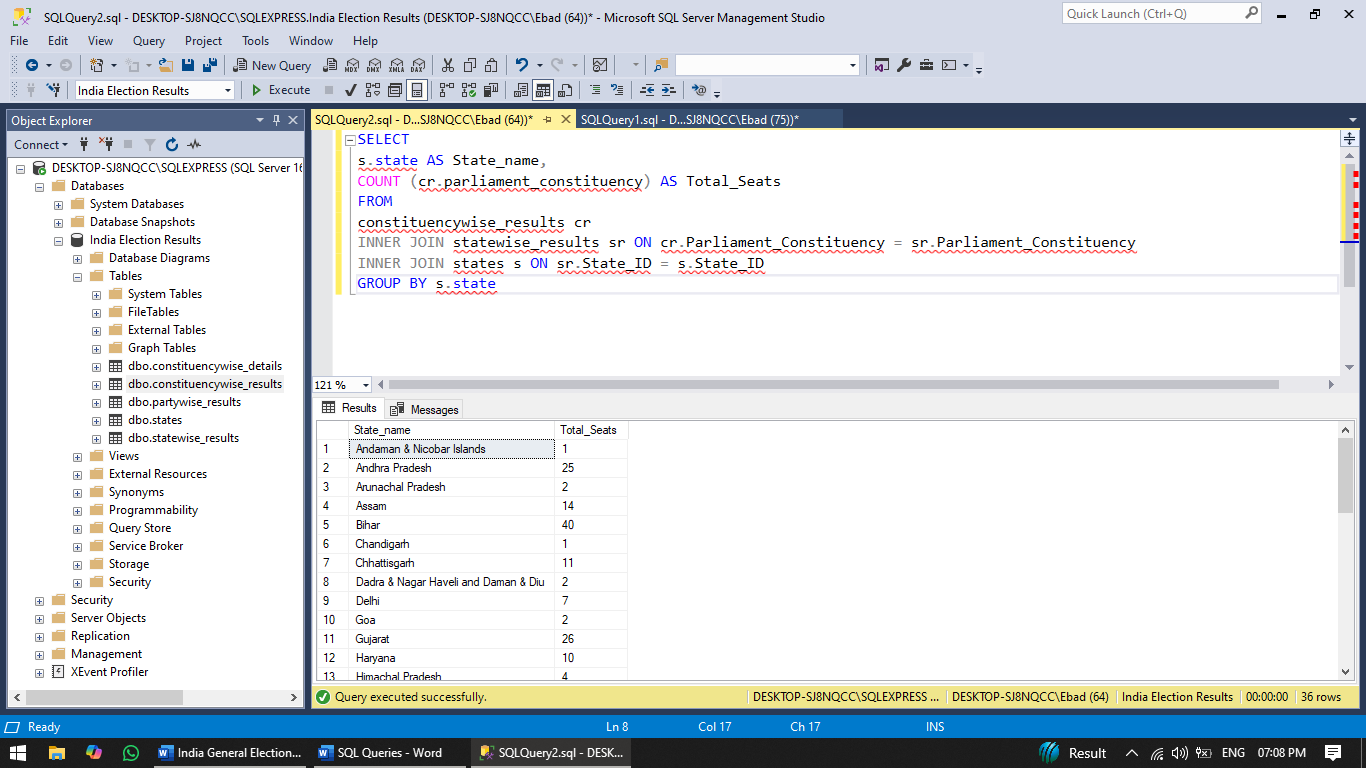 SQLQuery2.sql - DESKTOP-SJ8NQCC\SQLEXPRESS.India Election Results (DESKTOP-SJ8NQCC\Ebad (64))* - Microsoft SQL Server Management Studio
Quick Launch (Ctrl+Q)
File Edit View Query Project Tools Window Help
New Query
MDX DMX XMLA DAX
India Election Results
Execute
Object Explorer
SQLQuery2.sql - D...SJ8NQCC\Ebad (64))*
SQLQuery1.sql - D...SJ8NQCC\Ebad (75))*
Connect
DESKTOP-SJ8NQCC\SQLEXPRESS (SQL Server 16
Databases
System Databases
Database Snapshots
India Election Results
Database Diagrams
Tables
System Tables
FileTables
External Tables
Graph Tables
dbo.constituencywise_details
dbo.constituencywise_results
dbo.partywise_results
dbo.states
dbo.statewise_results
Views
External Resources
Synonyms
Programmability
Query Store
Service Broker
Storage
Security
Security
Server Objects
Replication
Management
XEvent Profiler
SELECT
s.state AS State_name,
COUNT (cr.parliament_constituency) AS Total_Seats
FROM
constituencywise_results cr
INNER JOIN statewise_results sr ON cr.Parliament_Constituency = sr.Parliament_Constituency
INNER JOIN states s ON sr.State_ID = s.State_ID
GROUP BY s.state
121 %
Results Messages
State_name Total_Seats
1 Andaman & Nicobar Islands 1
2 Andhra Pradesh 25
3 Arunachal Pradesh 2
4 Assam 14
5 Bihar 40
6 Chandigarh 1
7 Chhattisgarh 11
8 Dadra & Nagar Haveli and Daman & Diu 2
9 Delhi 7
10 Goa 2
11 Gujarat 26
12 Haryana 10
13 Himachal Pradesh 4
Query executed successfully.
DESKTOP-SJ8NQCC\SQLEXPRESS ... DESKTOP-SJ8NQCC\Ebad (64) India Election Results 00:00:00 36 rows
Ready Ln 8 Col 17 Ch 17 INS
India General Election... SQL Queries - Word SQLQuery2.sql - DESK... Result ENG 07:08 PM